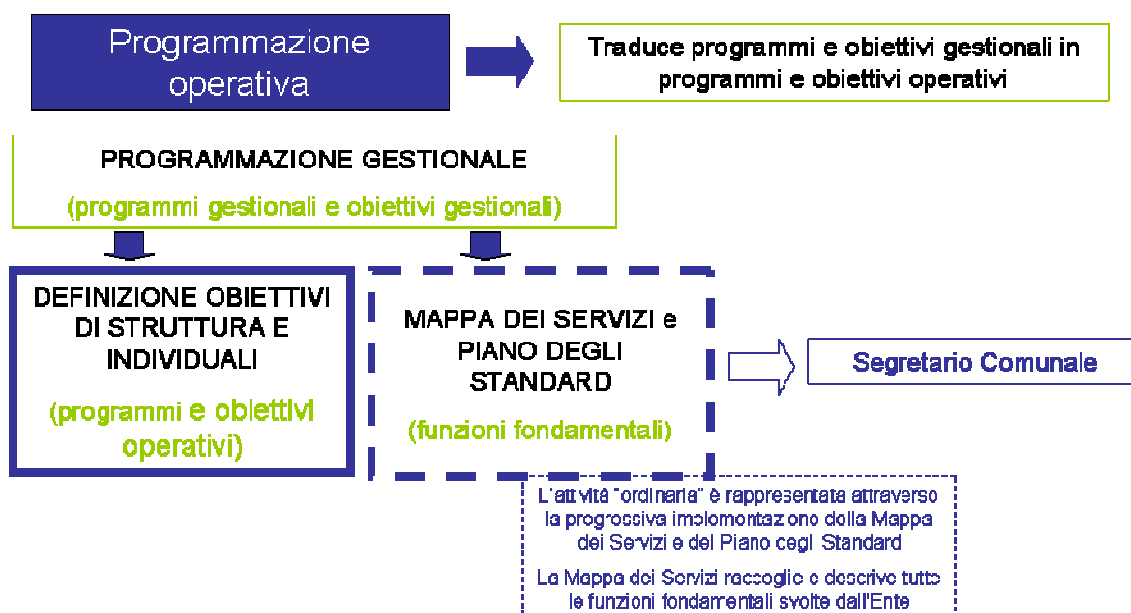 Programmazione
operativa
Traduce programmi e obiettivi gestionali in
programmi e obiettivi operativi
PROGRAMMAZIONE GESTIONALE
(programmi gestionali e obiettivi gestionali)
DEFINIZIONE OBIETTIVI
DI STRUTTURA E
INDIVIDUALI
(programmi e obiettivi
operativi)
MAPPA DEI SERVIZI e
PIANO DEGLI
STANDARD
(funzioni fondamentali)
Segretario Comunale
L'attività "ordinaria" è rappresentata attraverso
la progressiva implementazione della Mappa
dei Servizi e del Piano degli Standard
La Mappa dei Servizi raccoglie e descrive tutte
le funzioni fondamentali svolte dall'Ente